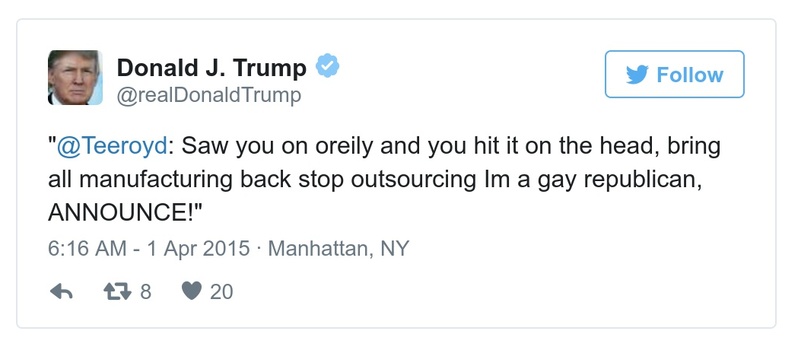 Donald J. Trump
@realDonaldTrump
Follow
"@Teeroyd: Saw you on oreily and you hit it on the head, bring
all manufacturing back stop outsourcing Im a gay republican,
ANNOUNCE!"
6:16 AM - 1 Apr 2015 · Manhattan, NY
8 20